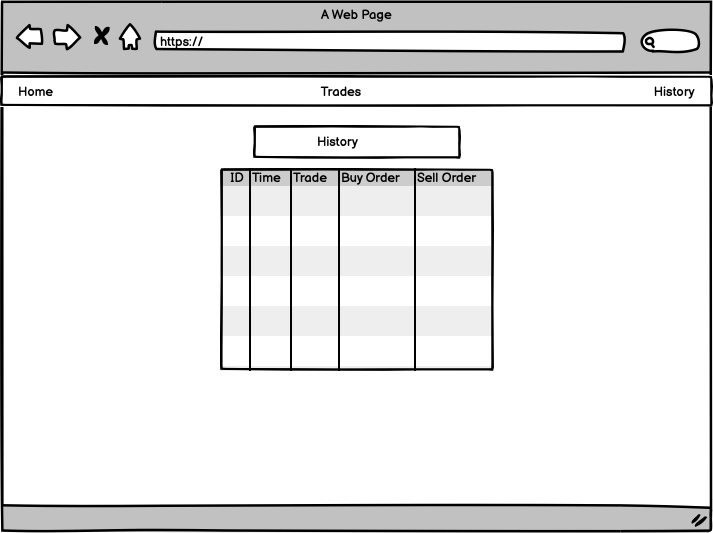 A Web Page
https://
Home Trades History
History
ID Time Trade Buy Order Sell Order